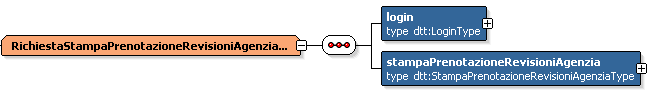 RichiestaStampaPrenotazioneRevisioniAgenzia...
login
type dtt:LoginType
stampaPrenotazioneRevisioniAgenzia
type dtt:StampaPrenotazioneRevisioniAgenziaType